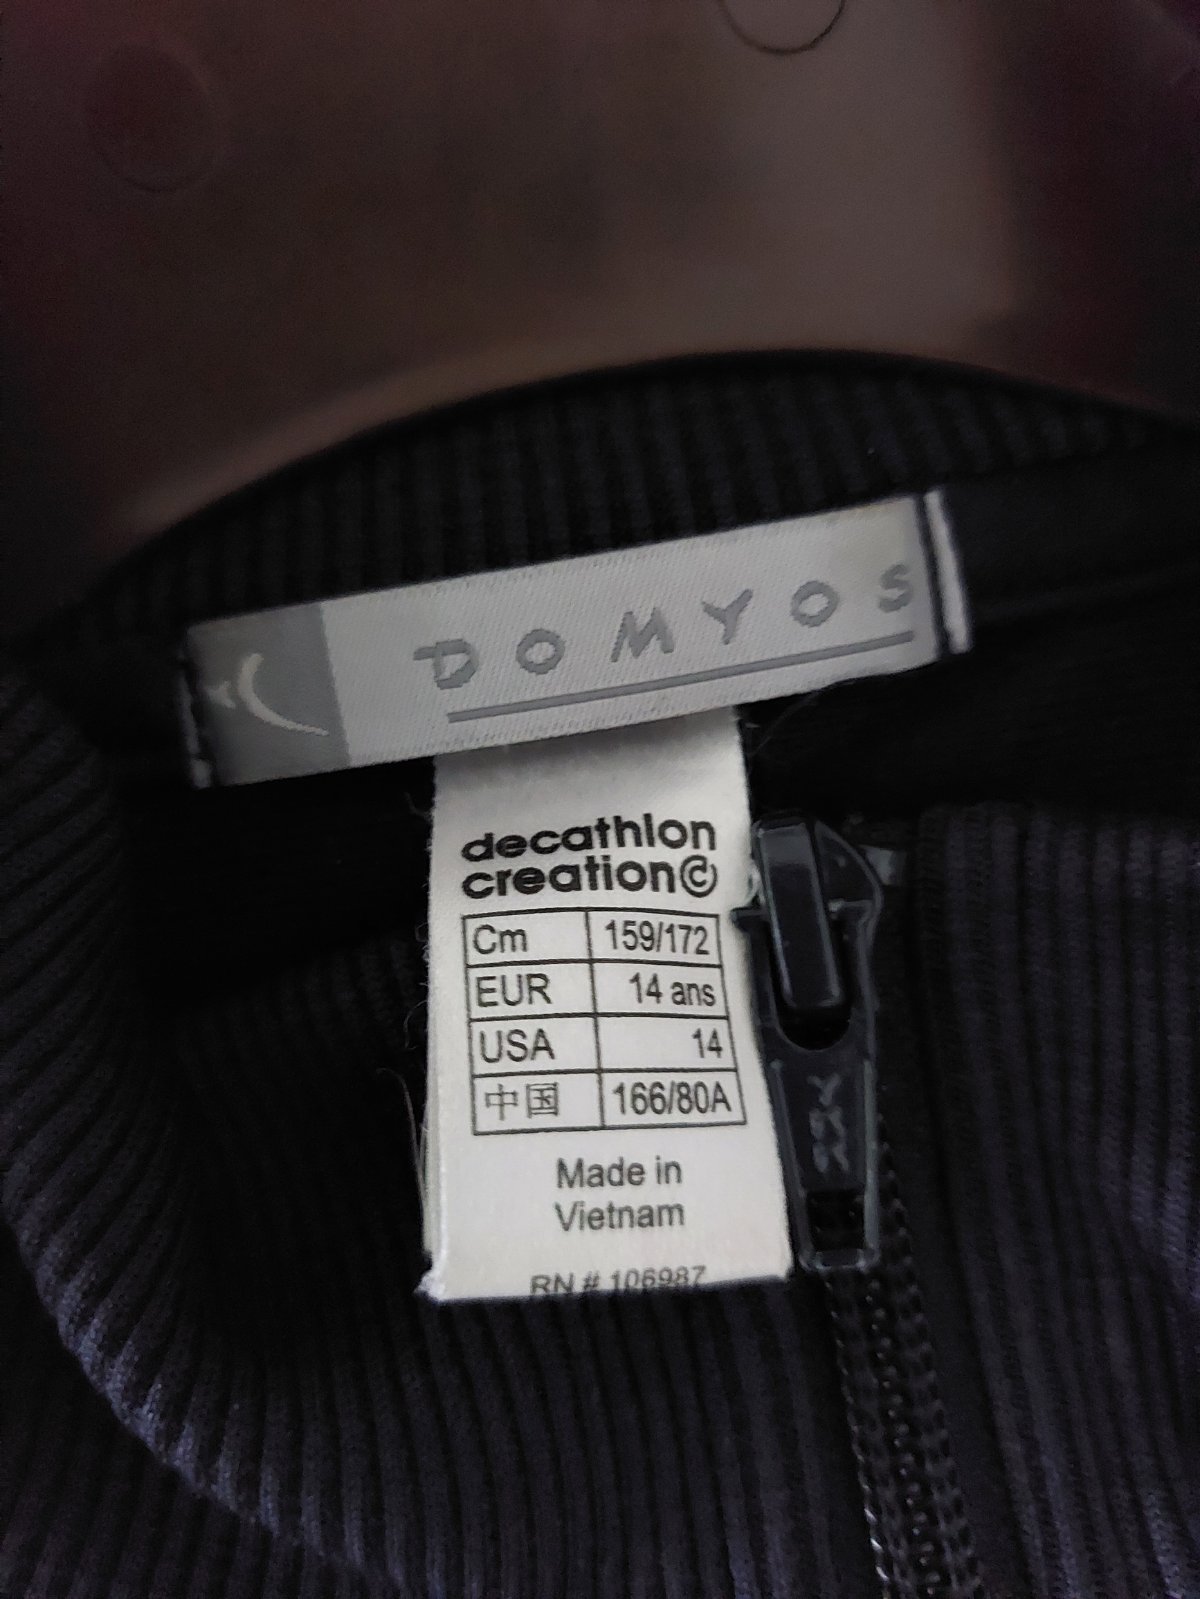 DOMYOS
decathlon
creation©
Cm 159/172
EUR 14 ans
USA 14
中国 166/80A
Made in
Vietnam
RN # 106987